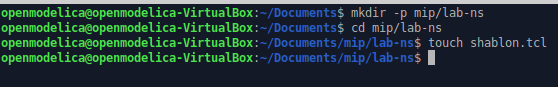 openmodelica@openmodelica-VirtualBox:~/Documents$ mkdir -p mip/lab-ns
openmodelica@openmodelica-VirtualBox:~/Documents$ cd mip/lab-ns
openmodelica@openmodelica-VirtualBox:~/Documents/mip/lab-ns$ touch shablon.tcl
openmodelica@openmodelica-VirtualBox:~/Documents/mip/lab-ns$